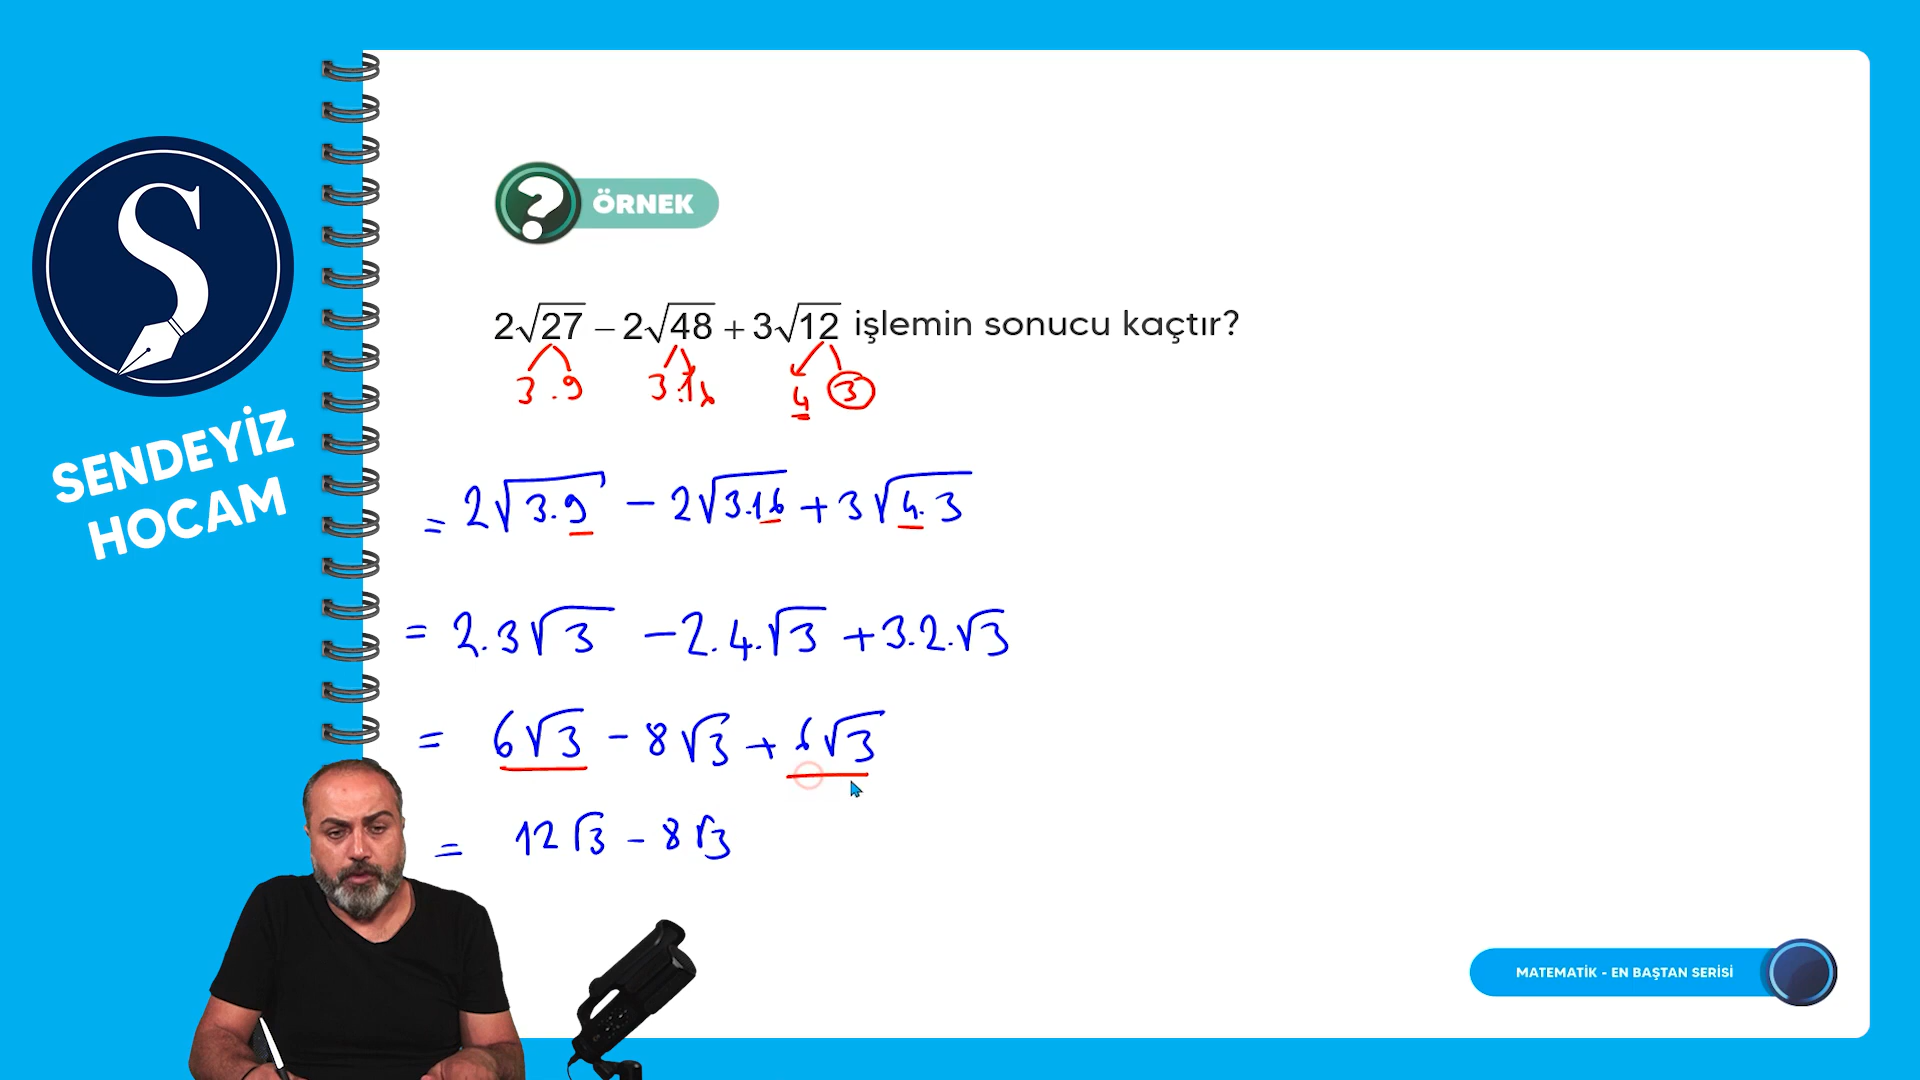 S
SENDEYİZ
HOCAM
? ÖRNEK
2√27 − 2√48 + 3√12 işlemin sonucu kaçtır?
3.9 3.16 4 3
= 2√3.9 − 2√3.16 + 3√4.3
= 2.3√3 − 2.4.√3 + 3.2.√3
= 6√3 − 8√3 + 6√3
= 12√3 − 8√3
MATEMATİK - EN BAŞTAN SERİSİ